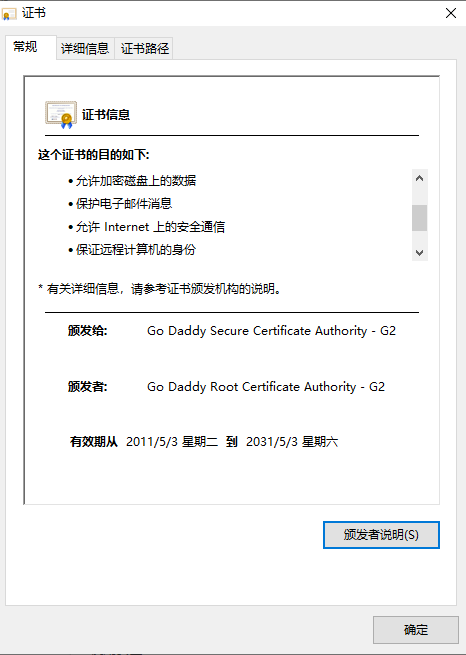 证书
常规 详细信息 证书路径
证书信息
这个证书的目的如下:
• 允许加密磁盘上的数据
• 保护电子邮件消息
• 允许 Internet 上的安全通信
• 保证远程计算机的身份
* 有关详细信息，请参考证书颁发机构的说明。
颁发给: Go Daddy Secure Certificate Authority - G2
颁发者: Go Daddy Root Certificate Authority - G2
有效期从 2011/5/3 星期二 到 2031/5/3 星期六
颁发者说明(S)
确定